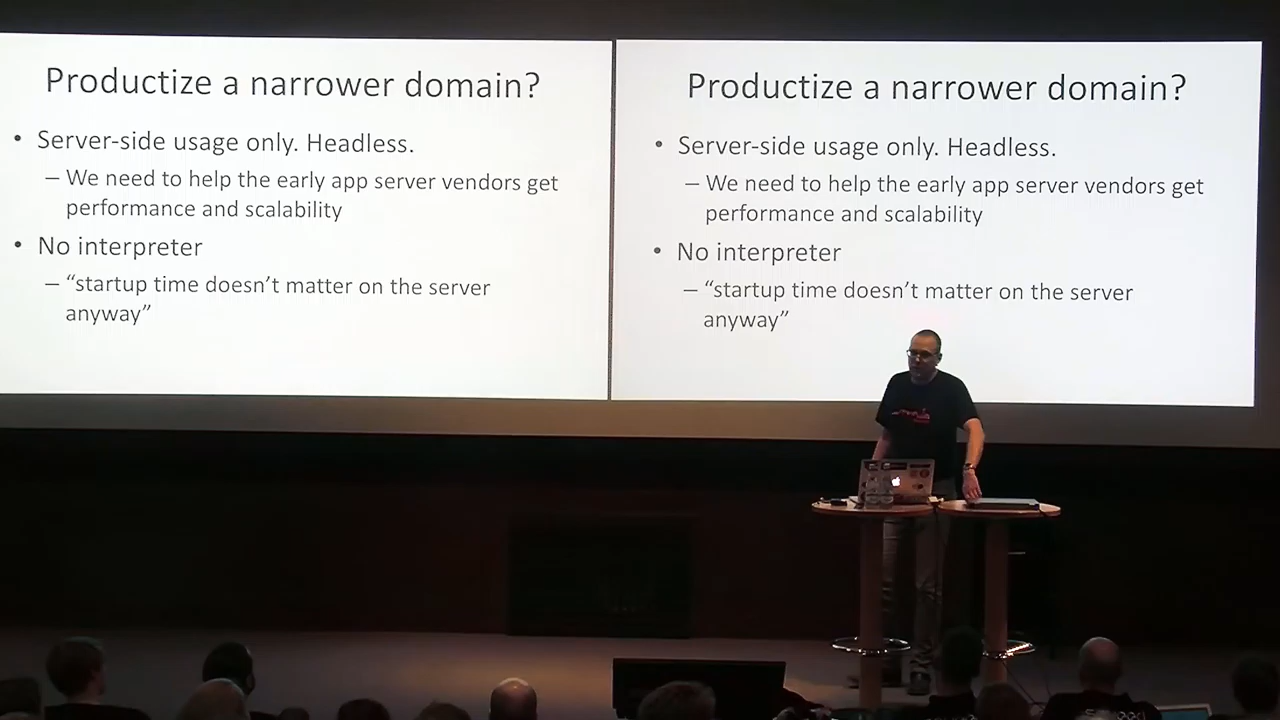 Productize a narrower domain?
• Server-side usage only. Headless.
– We need to help the early app server vendors get
performance and scalability
• No interpreter
– “startup time doesn’t matter on the server
anyway”
Productize a narrower domain?
• Server-side usage only. Headless.
– We need to help the early app server vendors get
performance and scalability
• No interpreter
– “startup time doesn’t matter on the server
anyway”